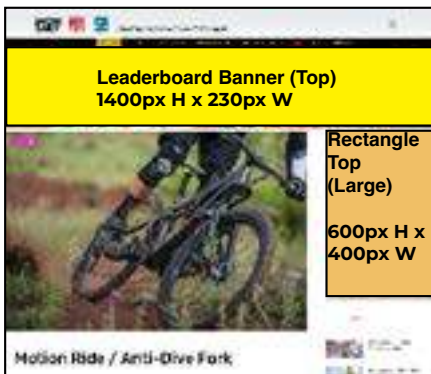 Leaderboard Banner (Top)
1400px H x 230px W
Rectangle
Top
(Large)
600px H x
400px W
Motion Ride / Anti-Dive Fork